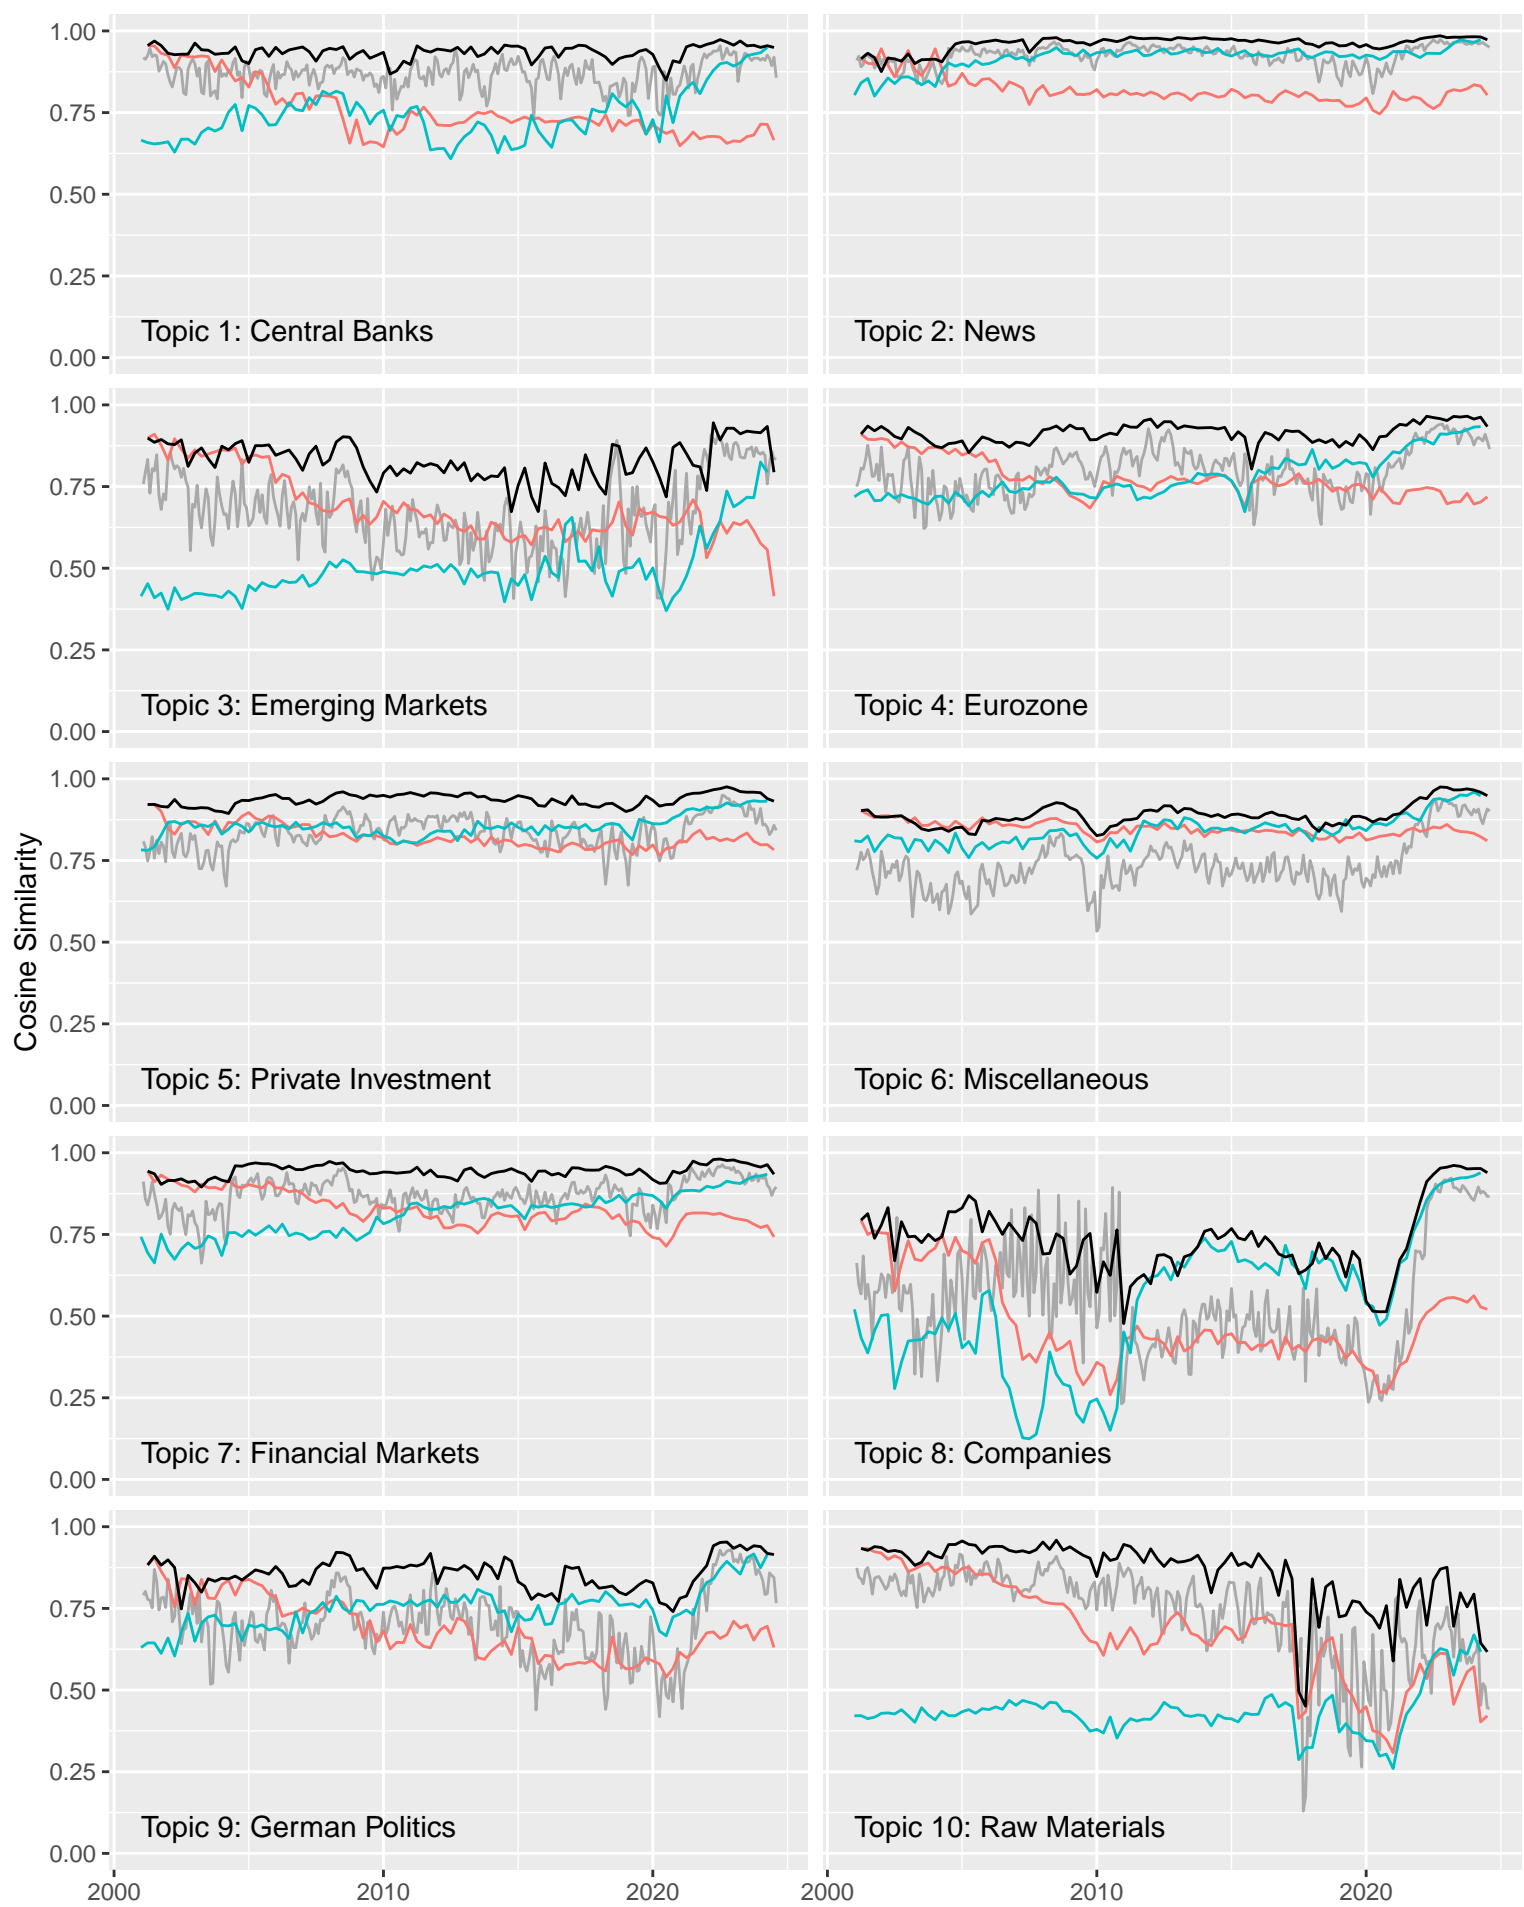 1.00
0.75
0.50
0.25
0.00
Topic 1: Central Banks
Topic 2: News
1.00
0.75
0.50
0.25
0.00
Topic 3: Emerging Markets
Topic 4: Eurozone
1.00
0.75
0.50
0.25
0.00
Topic 5: Private Investment
Topic 6: Miscellaneous
Cosine Similarity
1.00
0.75
0.50
0.25
0.00
Topic 7: Financial Markets
Topic 8: Companies
1.00
0.75
0.50
0.25
0.00
Topic 9: German Politics
Topic 10: Raw Materials
2000 2010 2020 2000 2010 2020